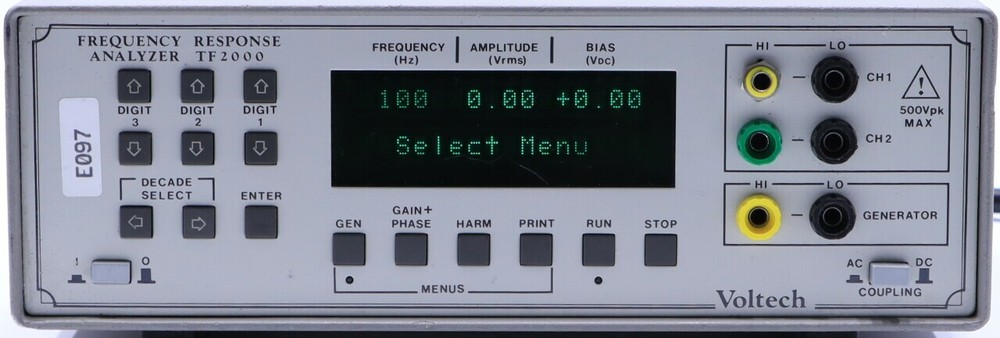 FREQUENCY RESPONSE
ANALYZER TF2000
DIGIT 3
DIGIT 2
DIGIT 1
E097
DECADE
SELECT
ENTER
1
O
FREQUENCY
(Hz)
AMPLITUDE
(Vrms)
BIAS
(VDC)
100 0.00 +0.00
Select Menu
GEN
GAIN+
PHASE
HARM
PRINT
RUN
STOP
MENUS
HI
LO
CH1
CH2
500Vpk
MAX
HI
LO
GENERATOR
Voltech
AC
DC
COUPLING